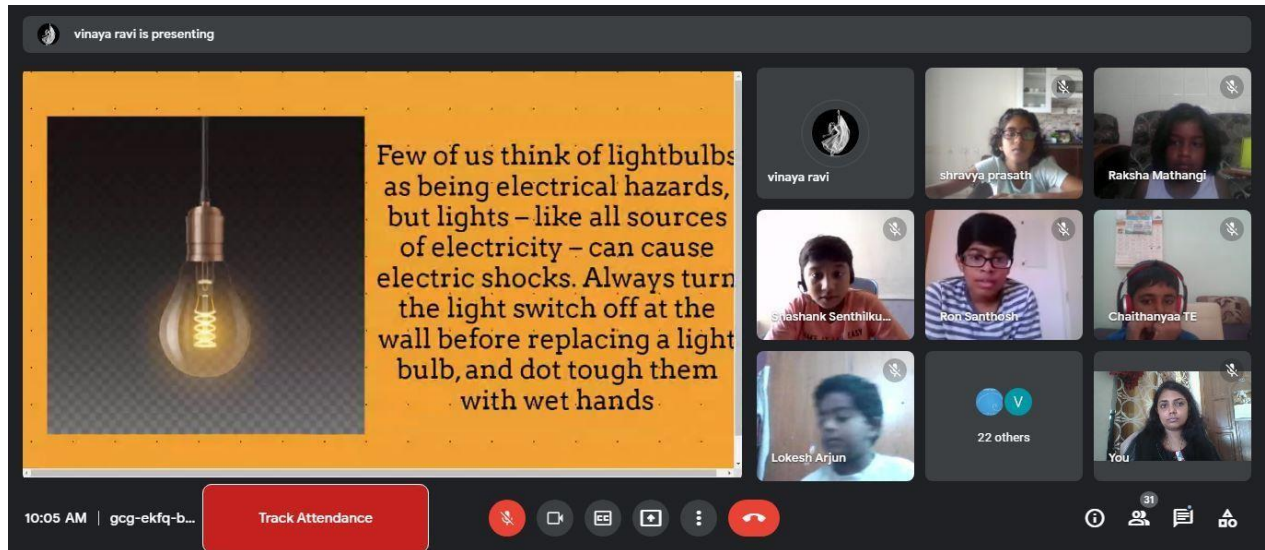 vinaya ravi is presenting
Few of us think of lightbulbs
as being electrical hazards,
but lights – like all sources
of electricity – can cause
electric shocks. Always turn
the light switch off at the
wall before replacing a light
bulb, and dot tough them
with wet hands
vinaya ravi
shravya prasath
Raksha Mathangi
Shashank Senthilku...
Ron Santhosh
Chaithanyaa TE
Lokesh Arjun
V
22 others
You
10:05 AM | gcg-ekfq-b...
Track Attendance
CC
31